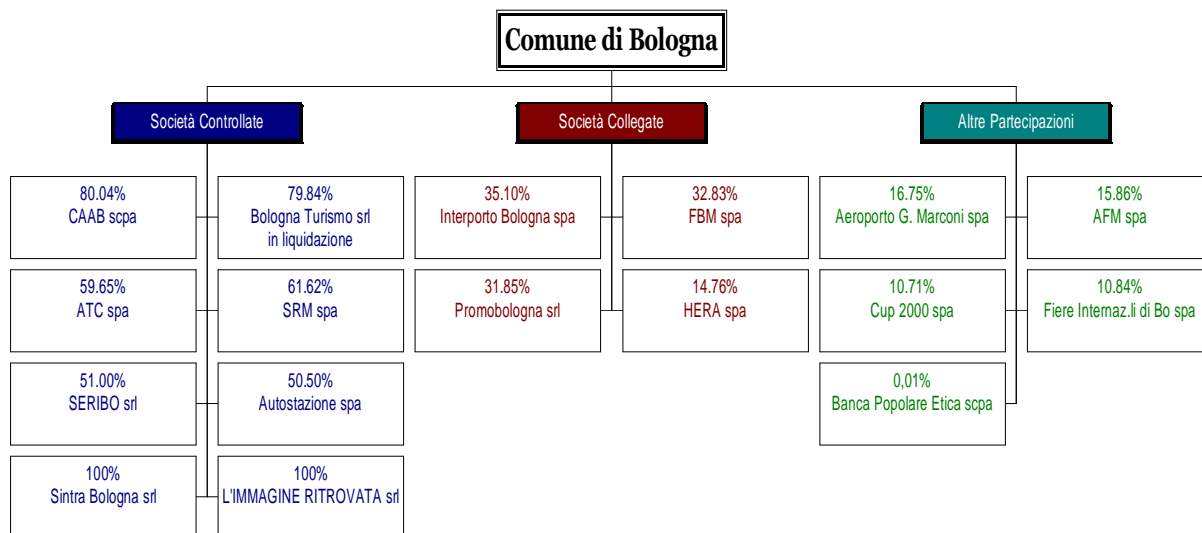 Comune di Bologna
Società Controllate
Società Collegate
Altre Partecipazioni
80.04%
CAAB scpa
79.84%
Bologna Turismo srl
in liquidazione
35.10%
Interporto Bologna spa
32.83%
FBM spa
16.75%
Aeroporto G. Marconi spa
15.86%
AFM spa
59.65%
ATC spa
61.62%
SRM spa
31.85%
Promobologna srl
14.76%
HERA spa
10.71%
Cup 2000 spa
10.84%
Fiere Internaz.li di Bo spa
51.00%
SERIBO srl
50.50%
Autostazione spa
0,01%
Banca Popolare Etica scpa
100%
Sintra Bologna srl
100%
L'IMMAGINE RITROVATA srl